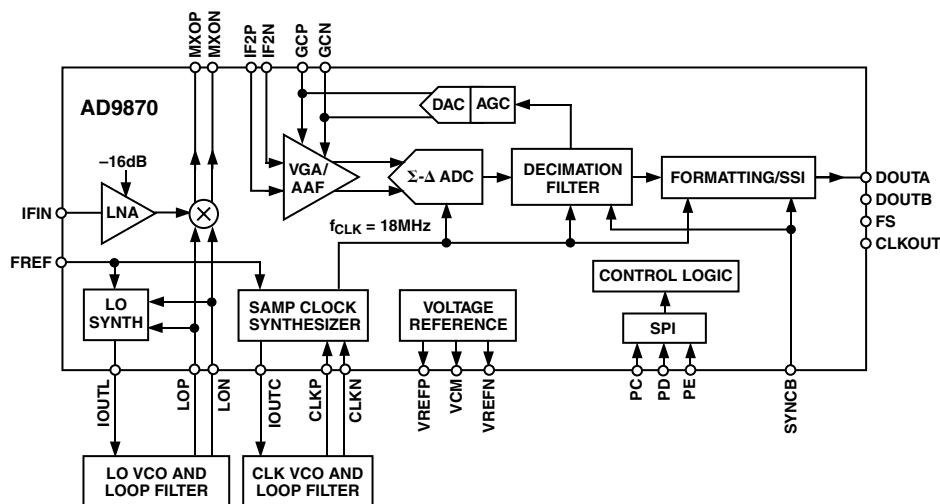 MXOP
MXON
IF2P
IF2N
GCP
GCN
AD9870
DAC
AGC
–16dB
LNA
VGA/
AAF
Σ-Δ ADC
DECIMATION
FILTER
FORMATTING/SSI
DOUTA
DOUTB
FS
CLKOUT
IFIN
fCLK = 18MHz
FREF
LO
SYNTH
SAMP CLOCK
SYNTHESIZER
VOLTAGE
REFERENCE
CONTROL LOGIC
SPI
IOUTL
LOP
LON
IOUTC
CLKP
CLKN
VREFP
VCM
VREFN
PC
PD
PE
SYNCB
LO VCO AND
LOOP FILTER
CLK VCO AND
LOOP FILTER